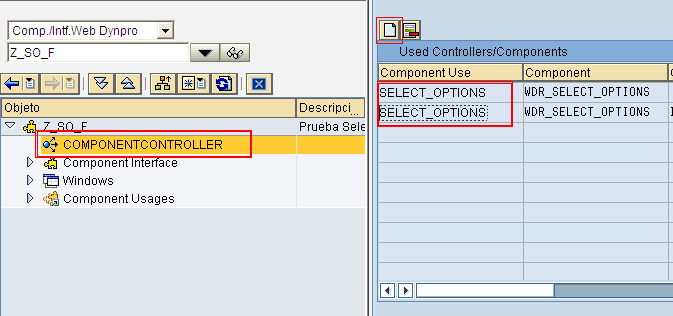 Comp./Intf.Web Dynpro
Z_SO_F
Objeto Descripci...
Z_SO_F Prueba Sele
COMPONENTCONTROLLER
Component Interface
Windows
Component Usages
Used Controllers/Components
Component Use Component
SELECT_OPTIONS WDR_SELECT_OPTIONS
SELECT_OPTIONS WDR_SELECT_OPTIONS